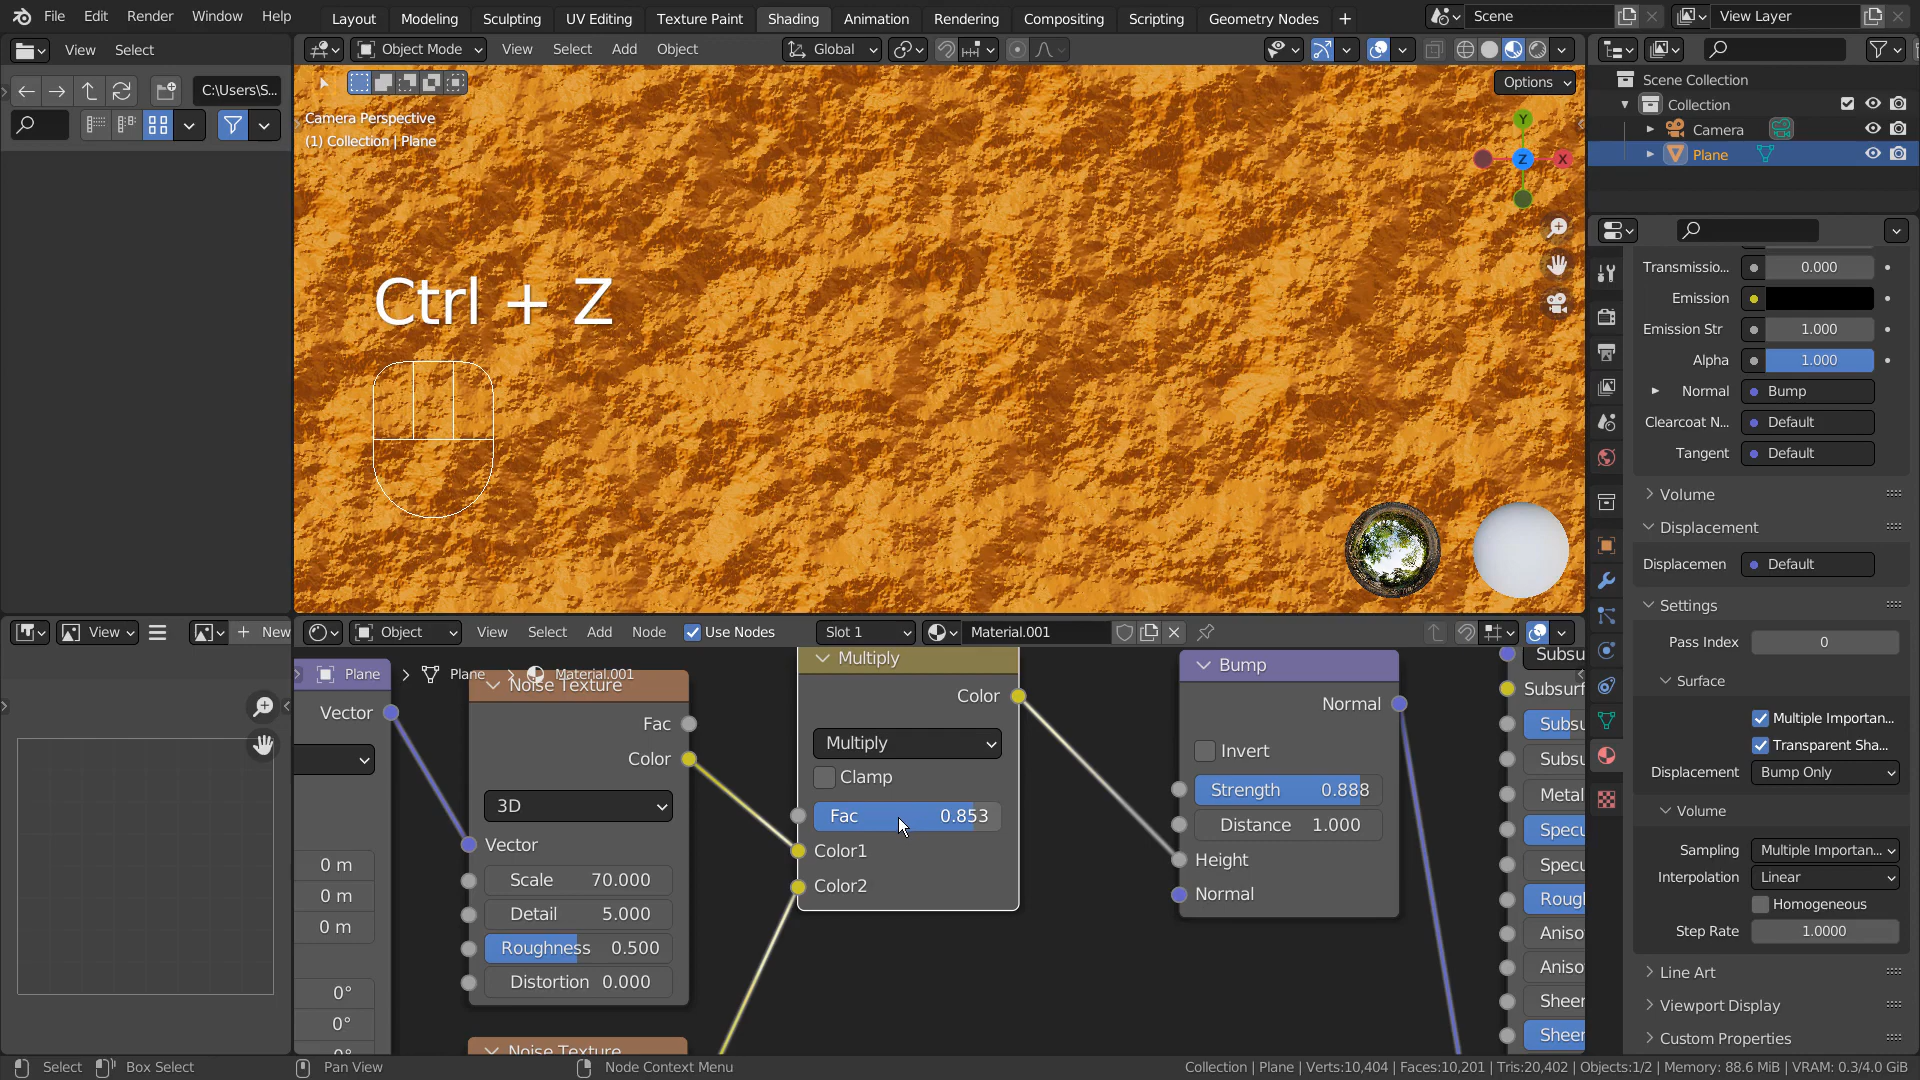 File Edit Render Window Help Layout Modeling Sculpting UV Editing Texture Paint Shading Animation Rendering Compositing Scripting Geometry Nodes + Scene View Layer
View Select Object Mode View Select Add Object Global
C:\Users\S...
Options
Camera Perspective
(1) Collection | Plane
Y
Z
X
Ctrl + Z
Scene Collection
Collection
Camera
Plane
Transmissio... 0.000
Emission
Emission Str 1.000
Alpha 1.000
Normal Bump
Clearcoat N... Default
Tangent Default
Volume
Displacement
Displacemen Default
Settings
Pass Index 0
Surface
Multiple Importan...
Transparent Sha...
Displacement Bump Only
Volume
Sampling Multiple Importan...
Interpolation Linear
Homogeneous
Step Rate 1.0000
Line Art
Viewport Display
Custom Properties
View + New Object View Select Add Node Use Nodes Slot 1 Material.001
Plane > Plane > Material.001
Vector
0 m
0 m
0 m
0°
0°
0°
Noise Texture
Fac
Color
3D
Vector
Scale 70.000
Detail 5.000
Roughness 0.500
Distortion 0.000
Noise Texture
Multiply
Color
Multiply
Clamp
Fac 0.853
Color1
Color2
Bump
Normal
Invert
Strength 0.888
Distance 1.000
Height
Normal
Subsu
Subsurf
Subsu
Subsu
Metal
Specu
Specu
Rough
Aniso
Aniso
Sheer
Sheer
Select Box Select Pan View Node Context Menu Collection | Plane | Verts:10,404 | Faces:10,201 | Tris:20,402 | Objects:1/2 | Memory: 88.6 MiB | VRAM: 0.3/4.0 GiB